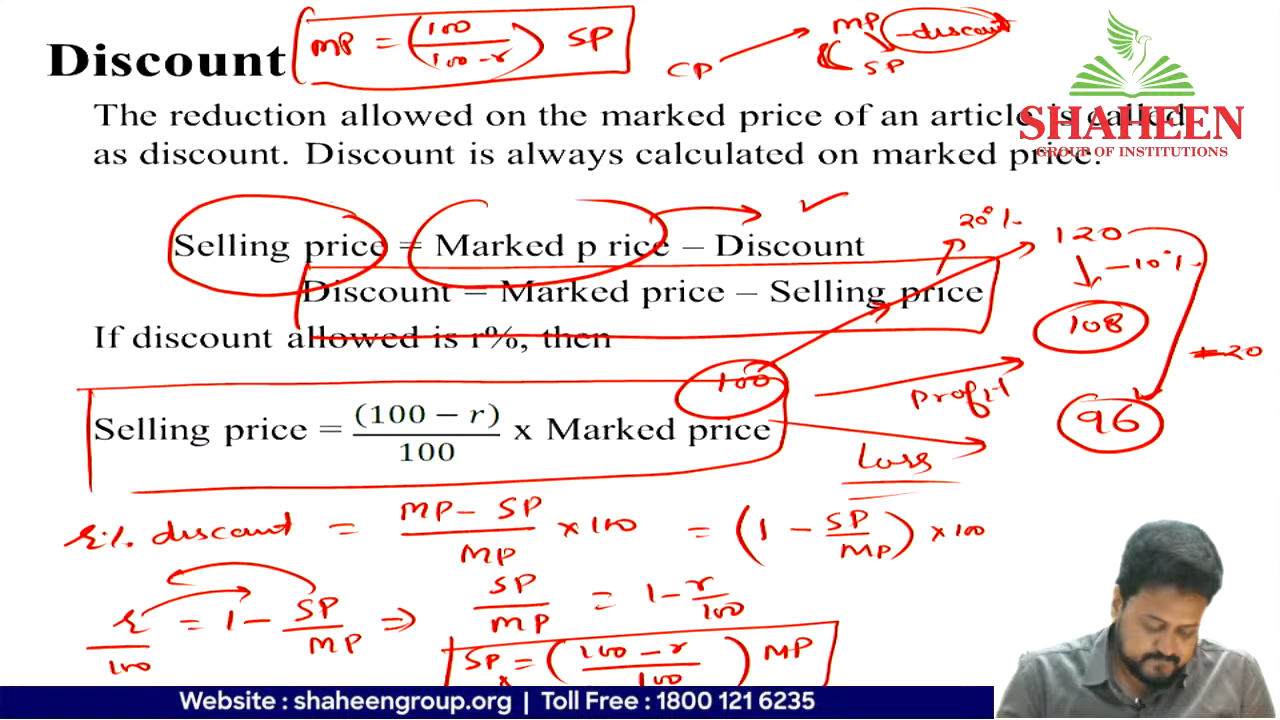 Discount
MP = (100/100-r) SP
CP
MP
-discount
SP
SHAHEEN
GROUP OF INSTITUTIONS
The reduction allowed on the marked price of an article is called
as discount. Discount is always calculated on marked price.
Selling price = Marked p rice – Discount
Discount – Marked price – Selling price
If discount allowed is r%, then
Selling price = (100 – r)/100 x Marked price
20%
120
-10%
108
100
Profit
Loss
96
r% discount = MP - SP/MP × 100 = (1 - SP/MP) × 100
r/100 = 1 - SP/MP ⇒ SP/MP = 1 - r/100
SP = (100 - r/100) MP
Website : shaheengroup.org | Toll Free : 1800 121 6235